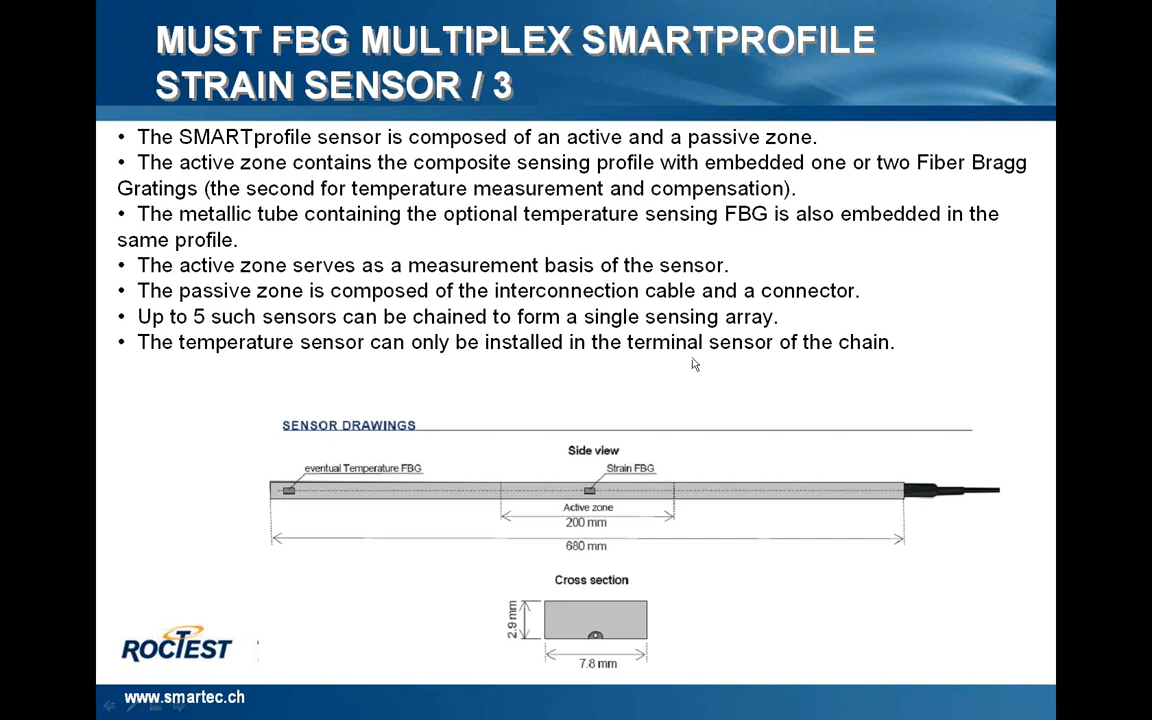 MUST FBG MULTIPLEX SMARTPROFILE
STRAIN SENSOR / 3
• The SMARTprofile sensor is composed of an active and a passive zone.
• The active zone contains the composite sensing profile with embedded one or two Fiber Bragg
Gratings (the second for temperature measurement and compensation).
• The metallic tube containing the optional temperature sensing FBG is also embedded in the
same profile.
• The active zone serves as a measurement basis of the sensor.
• The passive zone is composed of the interconnection cable and a connector.
• Up to 5 such sensors can be chained to form a single sensing array.
• The temperature sensor can only be installed in the terminal sensor of the chain.
SENSOR DRAWINGS
Side view
eventual Temperature FBG
Strain FBG
Active zone
200 mm
680 mm
Cross section
2.9 mm
7.8 mm
ROCTEST
www.smartec.ch